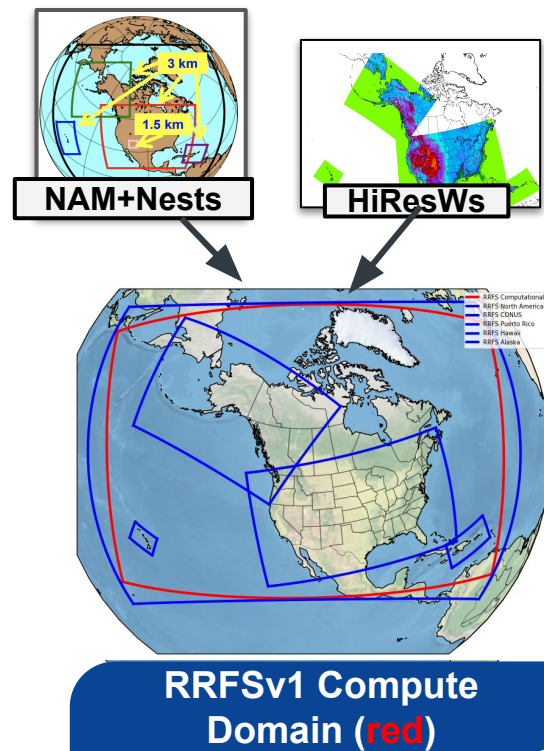 3 km
1.5 km
NAM+Nests
HiResWs
RRFS Computational
RRFS North America
RRFS CONUS
RRFS Puerto Rico
RRFS Hawaii
RRFS Alaska
RRFSv1 Compute
Domain (red)